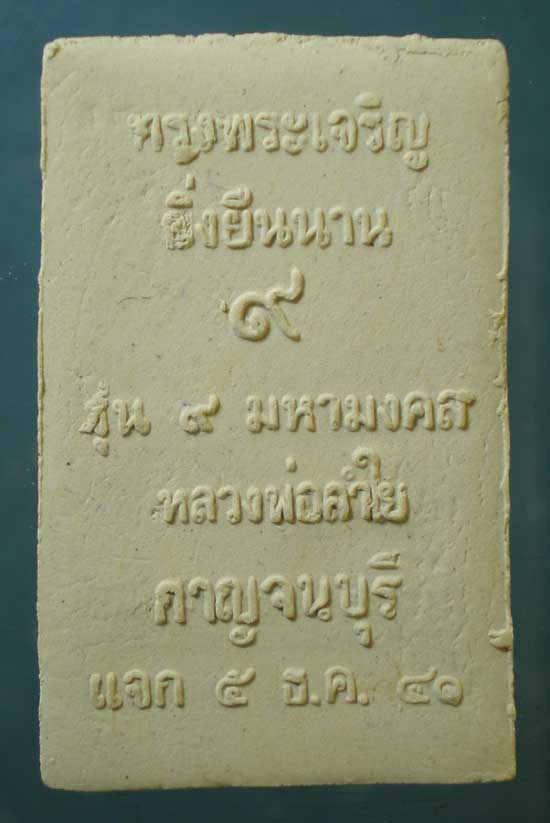 ทรงพระเจริญ
ยิ่งยืนนาน
๙
รุ่น ๙ มหามงคล
หลวงพ่อลำใย
กาญจนบุรี
แจก ๕ ธ.ค. ๔๑